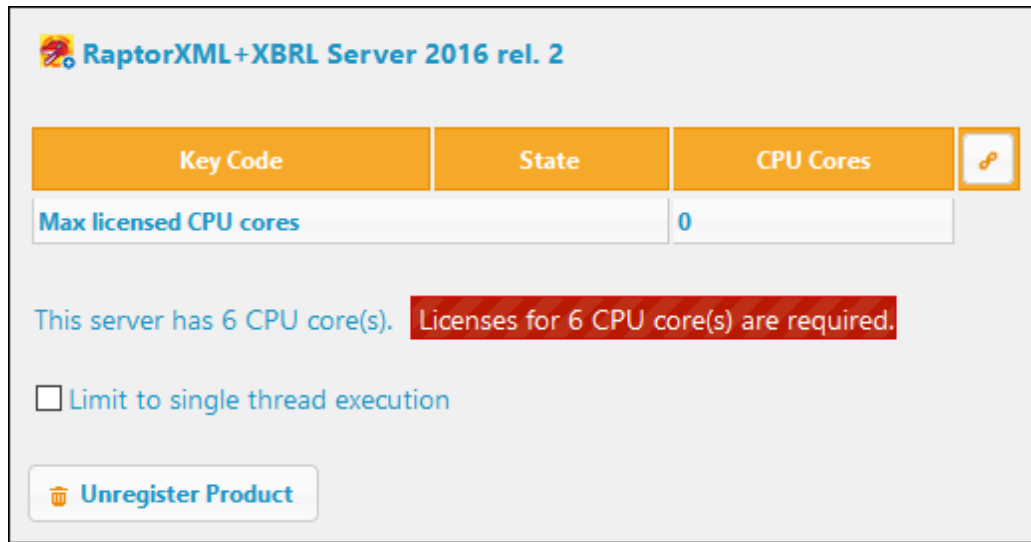 RaptorXML+XBRL Server 2016 rel. 2
Key Code State CPU Cores
Max licensed CPU cores 0
This server has 6 CPU core(s). Licenses for 6 CPU core(s) are required.
Limit to single thread execution
Unregister Product